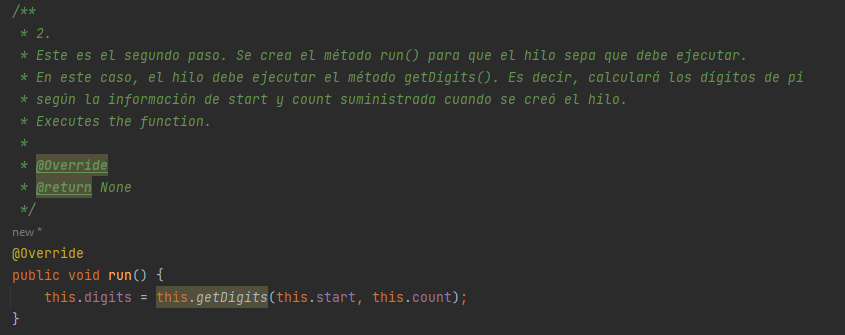 /**
* 2.
* Este es el segundo paso. Se crea el método run() para que el hilo sepa que debe ejecutar.
* En este caso, el hilo debe ejecutar el método getDigits(). Es decir, calculará los dígitos de pi
* según la información de start y count suministrada cuando se creó el hilo.
* Executes the function.
*
* @Override
* @return None
*/
new *
@Override
public void run() {
this.digits = this.getDigits(this.start, this.count);
}